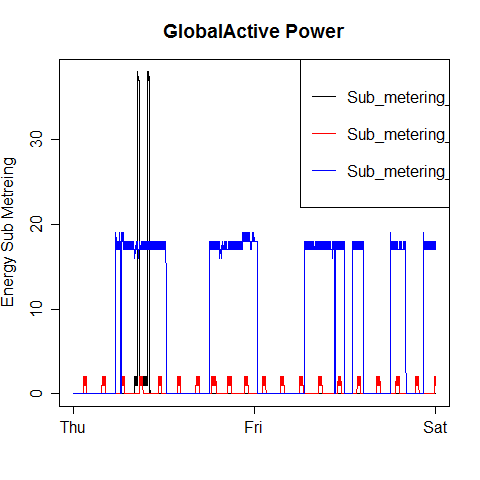 GlobalActive Power
Energy Sub Metreing
30
20
10
0
Sub_metering_
Sub_metering_
Sub_metering_
Thu
Fri
Sat